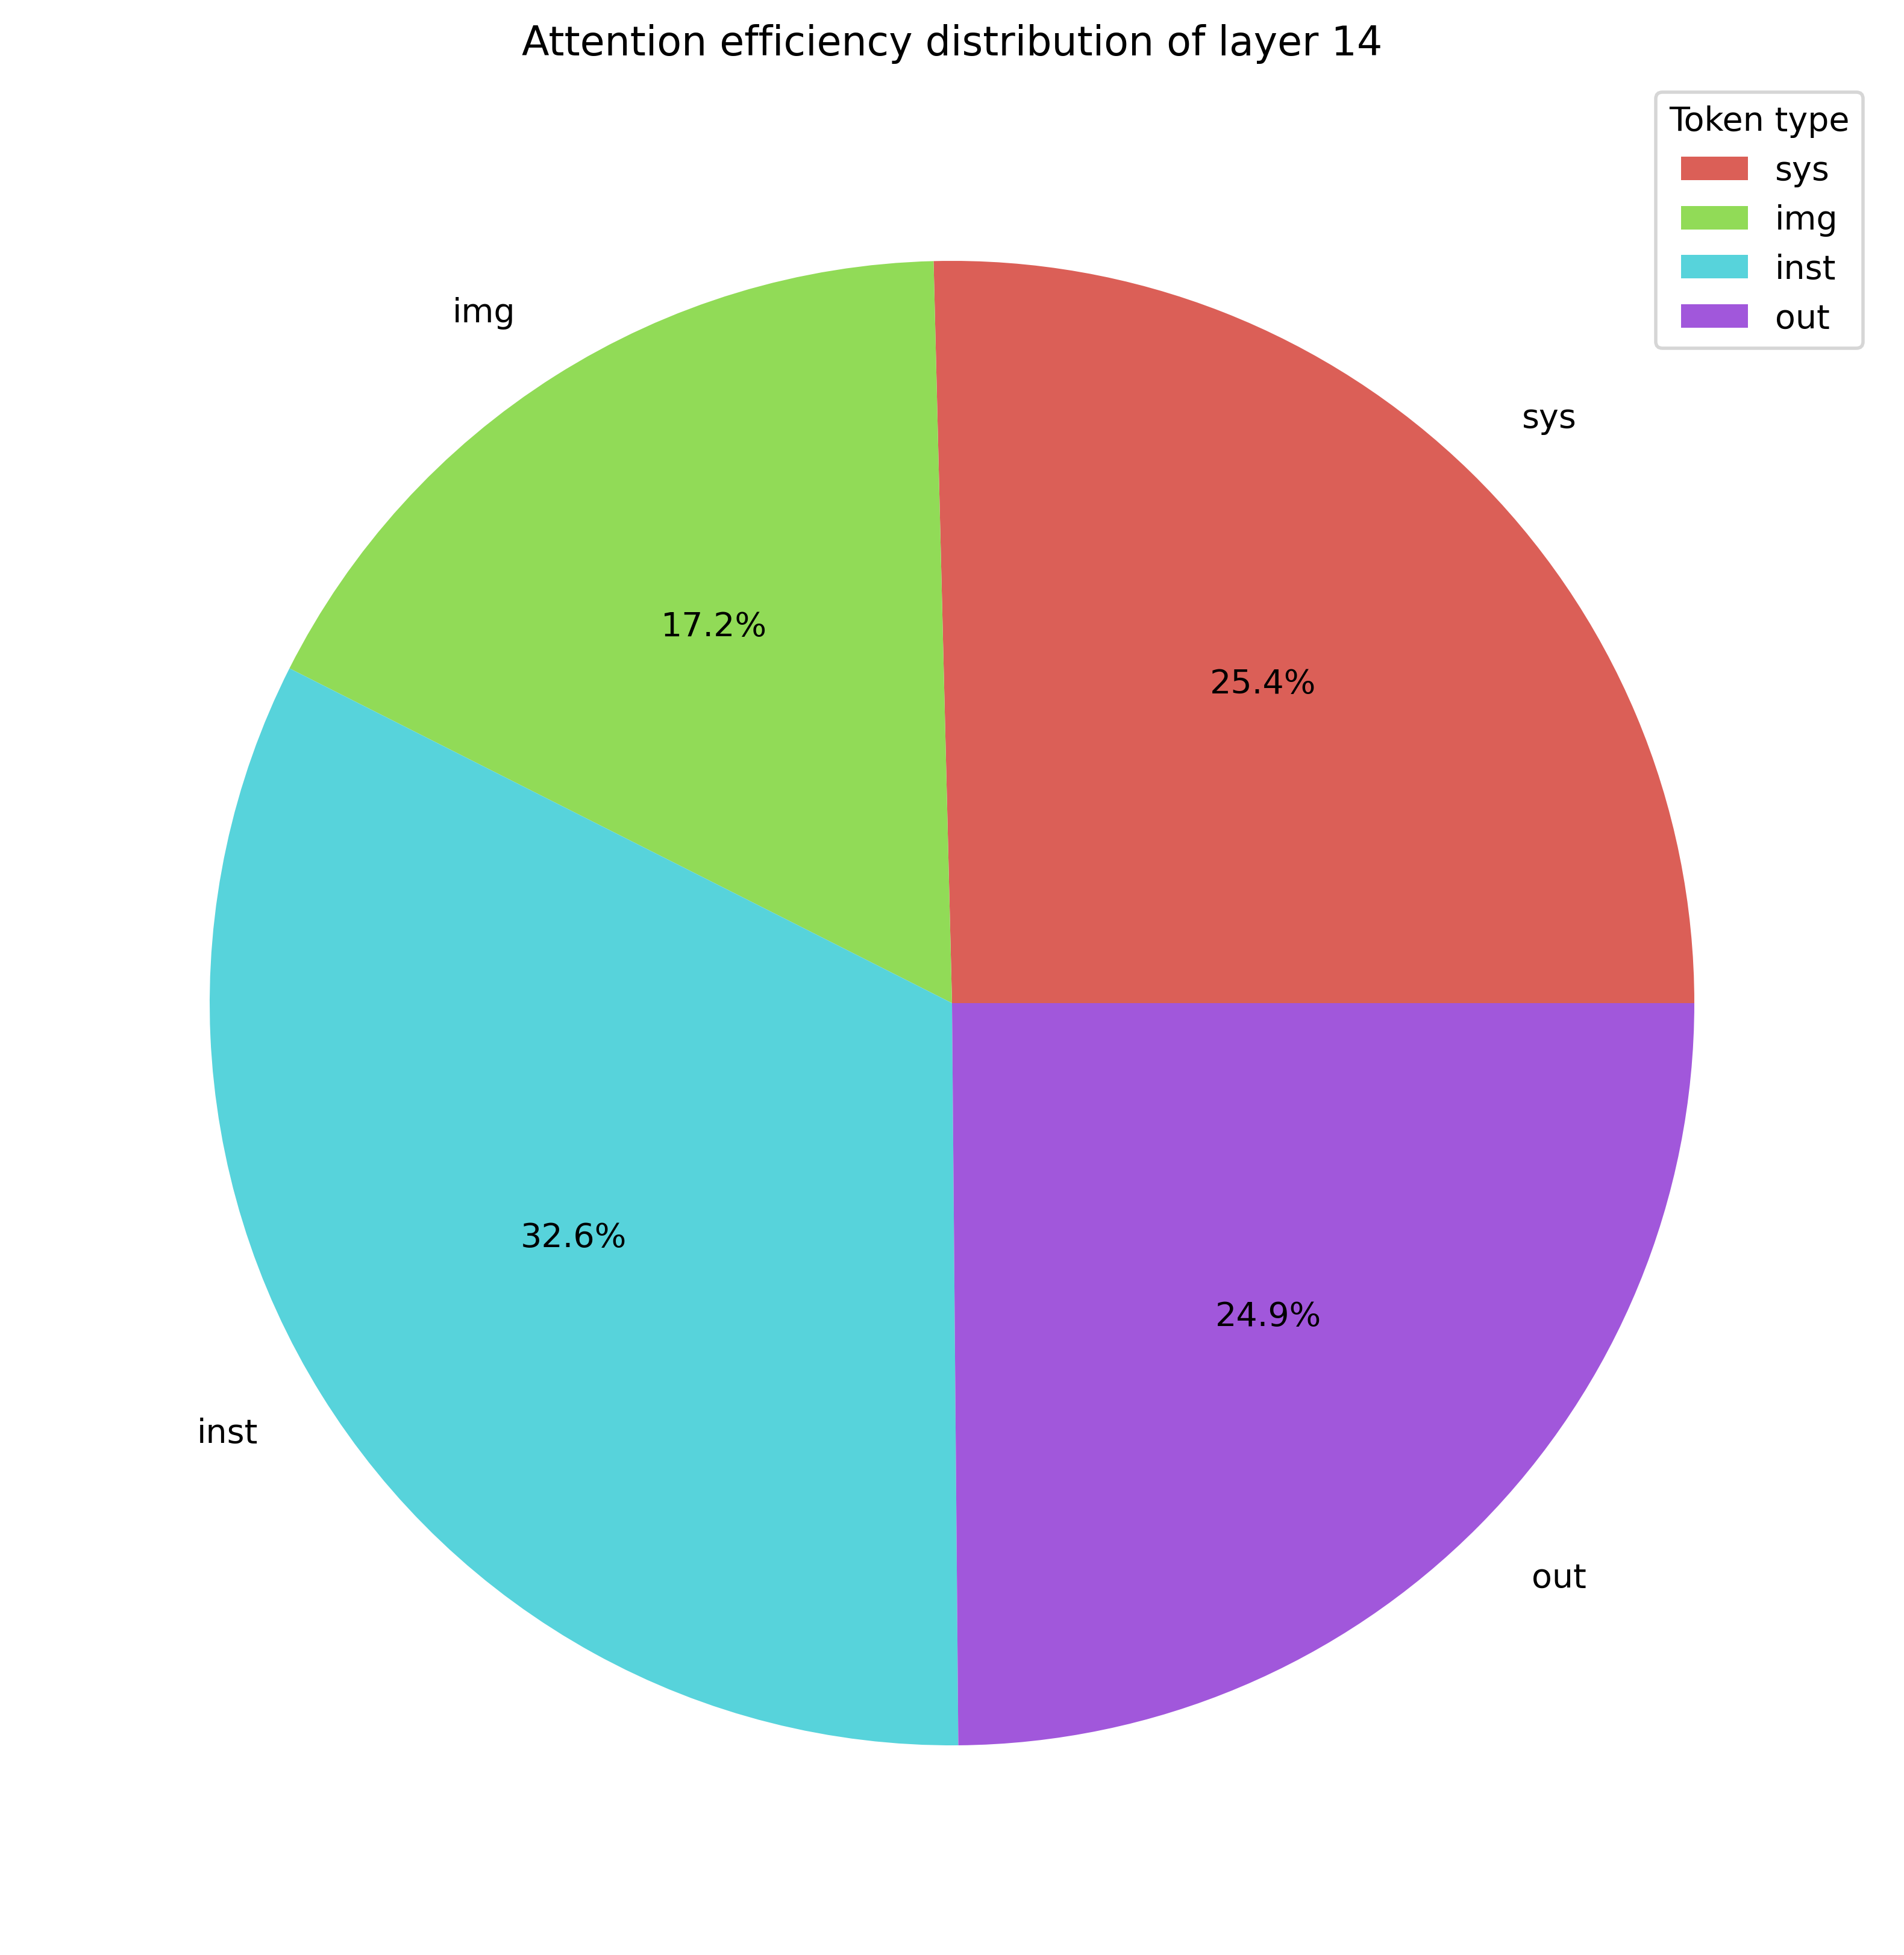 Attention efficiency distribution of layer 14
Token type
sys
img
inst
out
img
sys
17.2%
25.4%
32.6%
24.9%
inst
out